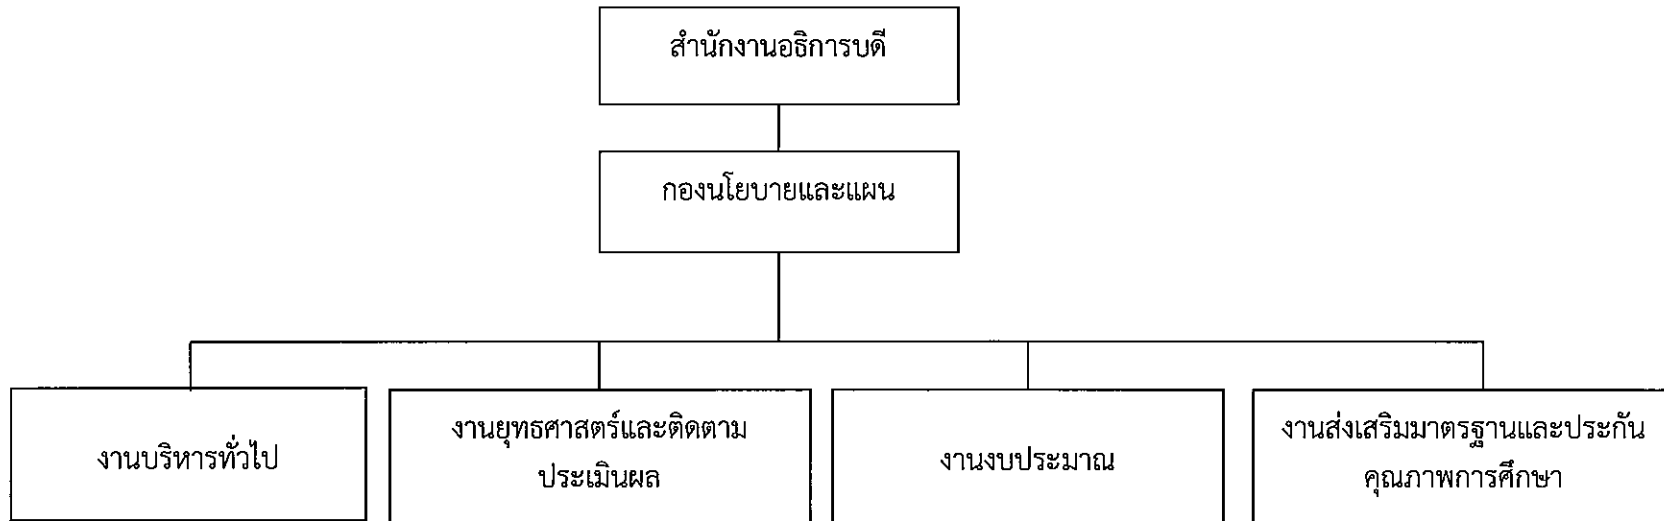 สำนักงานอธิการบดี
กองนโยบายและแผน
งานบริหารทั่วไป
งานยุทธศาสตร์และติดตาม
ประเมินผล
งานงบประมาณ
งานส่งเสริมมาตรฐานและประกัน
คุณภาพการศึกษา